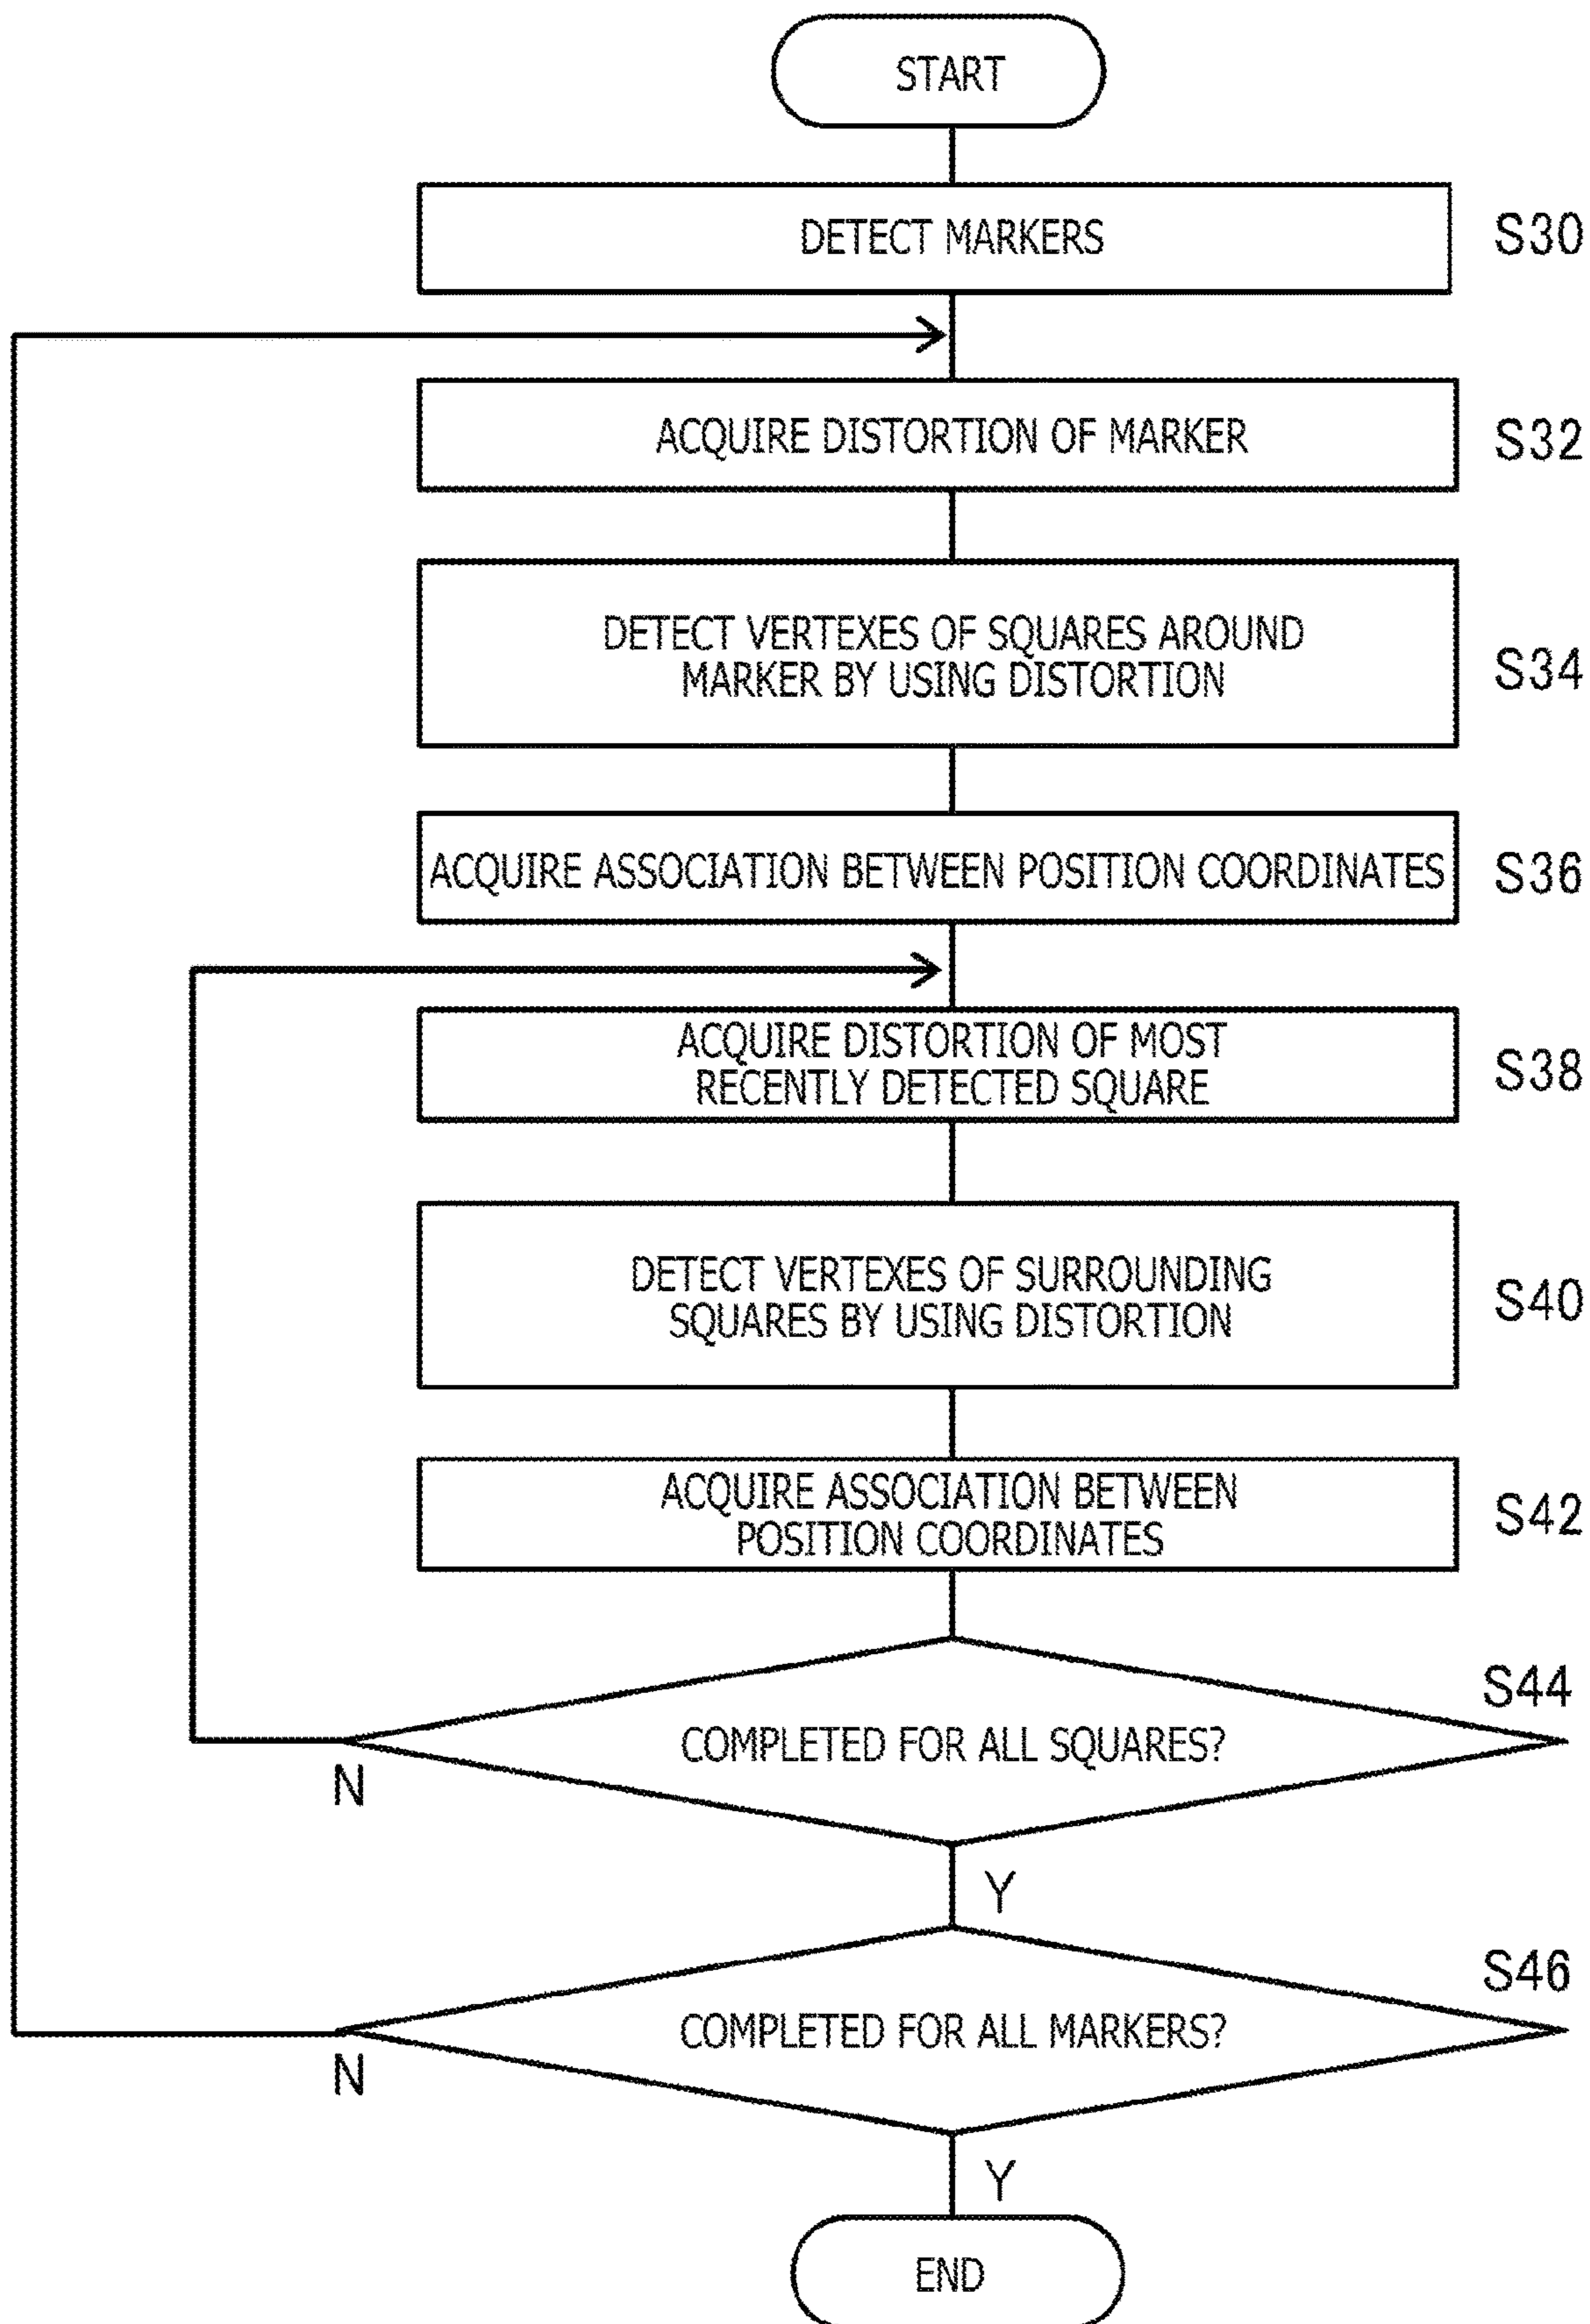 START
DETECT MARKERS
S30
ACQUIRE DISTORTION OF MARKER
S32
DETECT VERTEXES OF SQUARES AROUND
MARKER BY USING DISTORTION
S34
ACQUIRE ASSOCIATION BETWEEN POSITION COORDINATES
S36
ACQUIRE DISTORTION OF MOST
RECENTLY DETECTED SQUARE
S38
DETECT VERTEXES OF SURROUNDING
SQUARES BY USING DISTORTION
S40
ACQUIRE ASSOCIATION BETWEEN
POSITION COORDINATES
S42
S44
COMPLETED FOR ALL SQUARES?
N
Y
S46
COMPLETED FOR ALL MARKERS?
N
Y
END